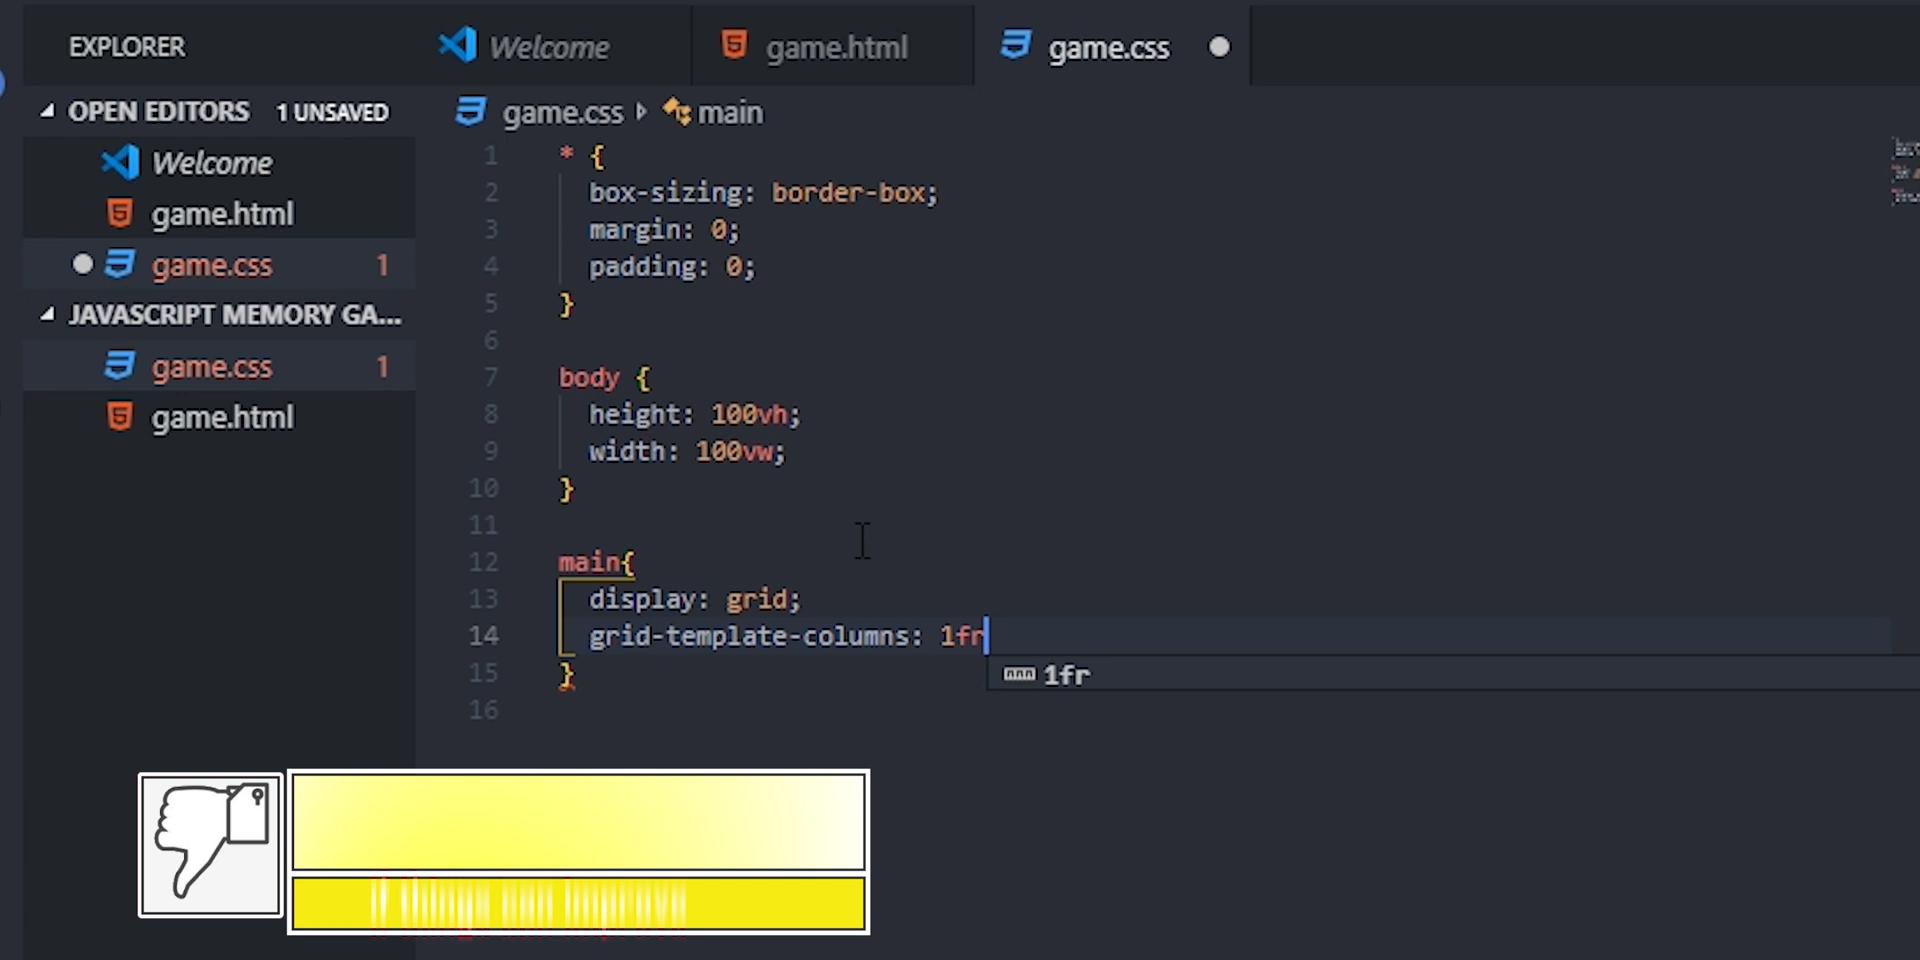 EXPLORER
Welcome
game.html
game.css
OPEN EDITORS 1 UNSAVED
Welcome
game.html
game.css 1
JAVASCRIPT MEMORY GA...
game.css 1
game.html
game.css main
1 * {
2 box-sizing: border-box;
3 margin: 0;
4 padding: 0;
5 }
6
7 body {
8 height: 100vh;
9 width: 100vw;
10 }
11
12 main{
13 display: grid;
14 grid-template-columns: 1fr
15 }
16
1fr